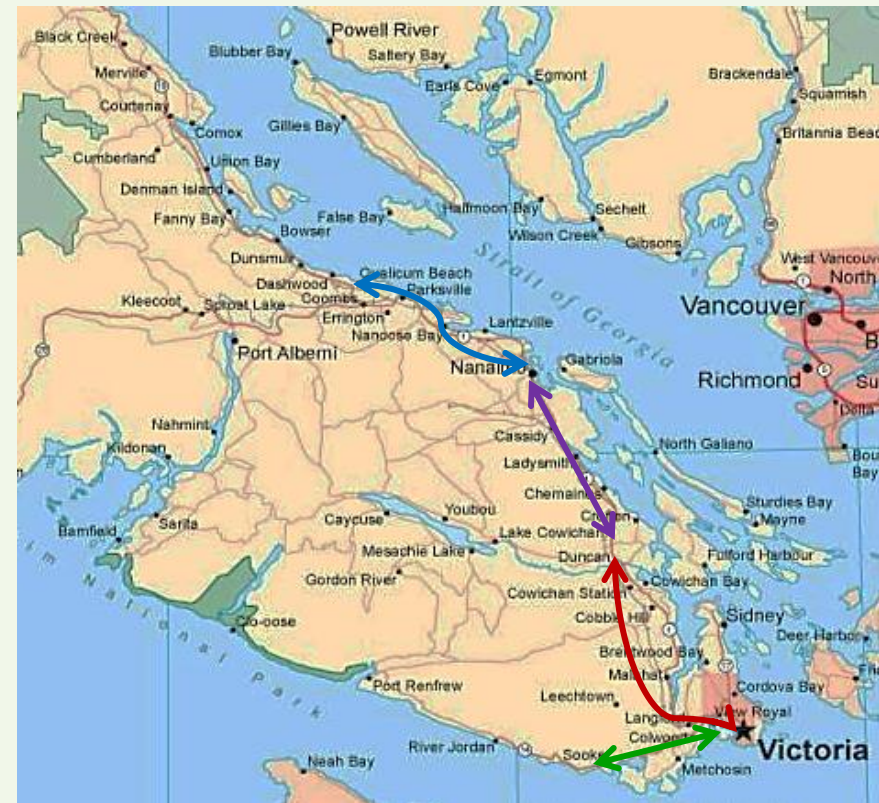 Black Creek
Powell River
Blubber Bay
Saltery Bay
Merville
Earls Cove
Egmont
Brackendale
Squamish
19
Courtenay
Comox
Gillies Bay
Britannia Beac
Cumberland
Union Bay
Denman Island
Fanny Bay
False Bay
Halfmoon Bay
Sechelt
Bowser
Wilson Creek
Gibsons
Dunsmuir
Strait of Georgia
West Vancouv
Dashwood
Qualicum Beach
North
Kleecost
Sproat Lake
Coombs
Parksville
Vancouver
Errington
Lantzville
Nanoose Bay
B
Port Alberni
Nanaimo
Gabriola
Richmond
Su
Delta
Nahmint
Cassidy
North Galiano
Kildonan
Ladysmith
Bou
Bay
Chemainus
Sturdies Bay
Mayne
Bamfield
Sarita
Caycuse
Youbou
Crofton
Lake Cowichan
Mesachie Lake
Duncan
Fulford Harbour
Gordon River
Cowichan Bay
Cowichan Station
Cobble Hill
Sidney
Clo-oose
Deer Harbor
National Park
Brentwood Bay
Malahat
Port Renfrew
Cordova Bay
Leechtown
View Royal
Langford
Colwood
River Jordan
14
Sooke
Victoria
Metchosin
Neah Bay